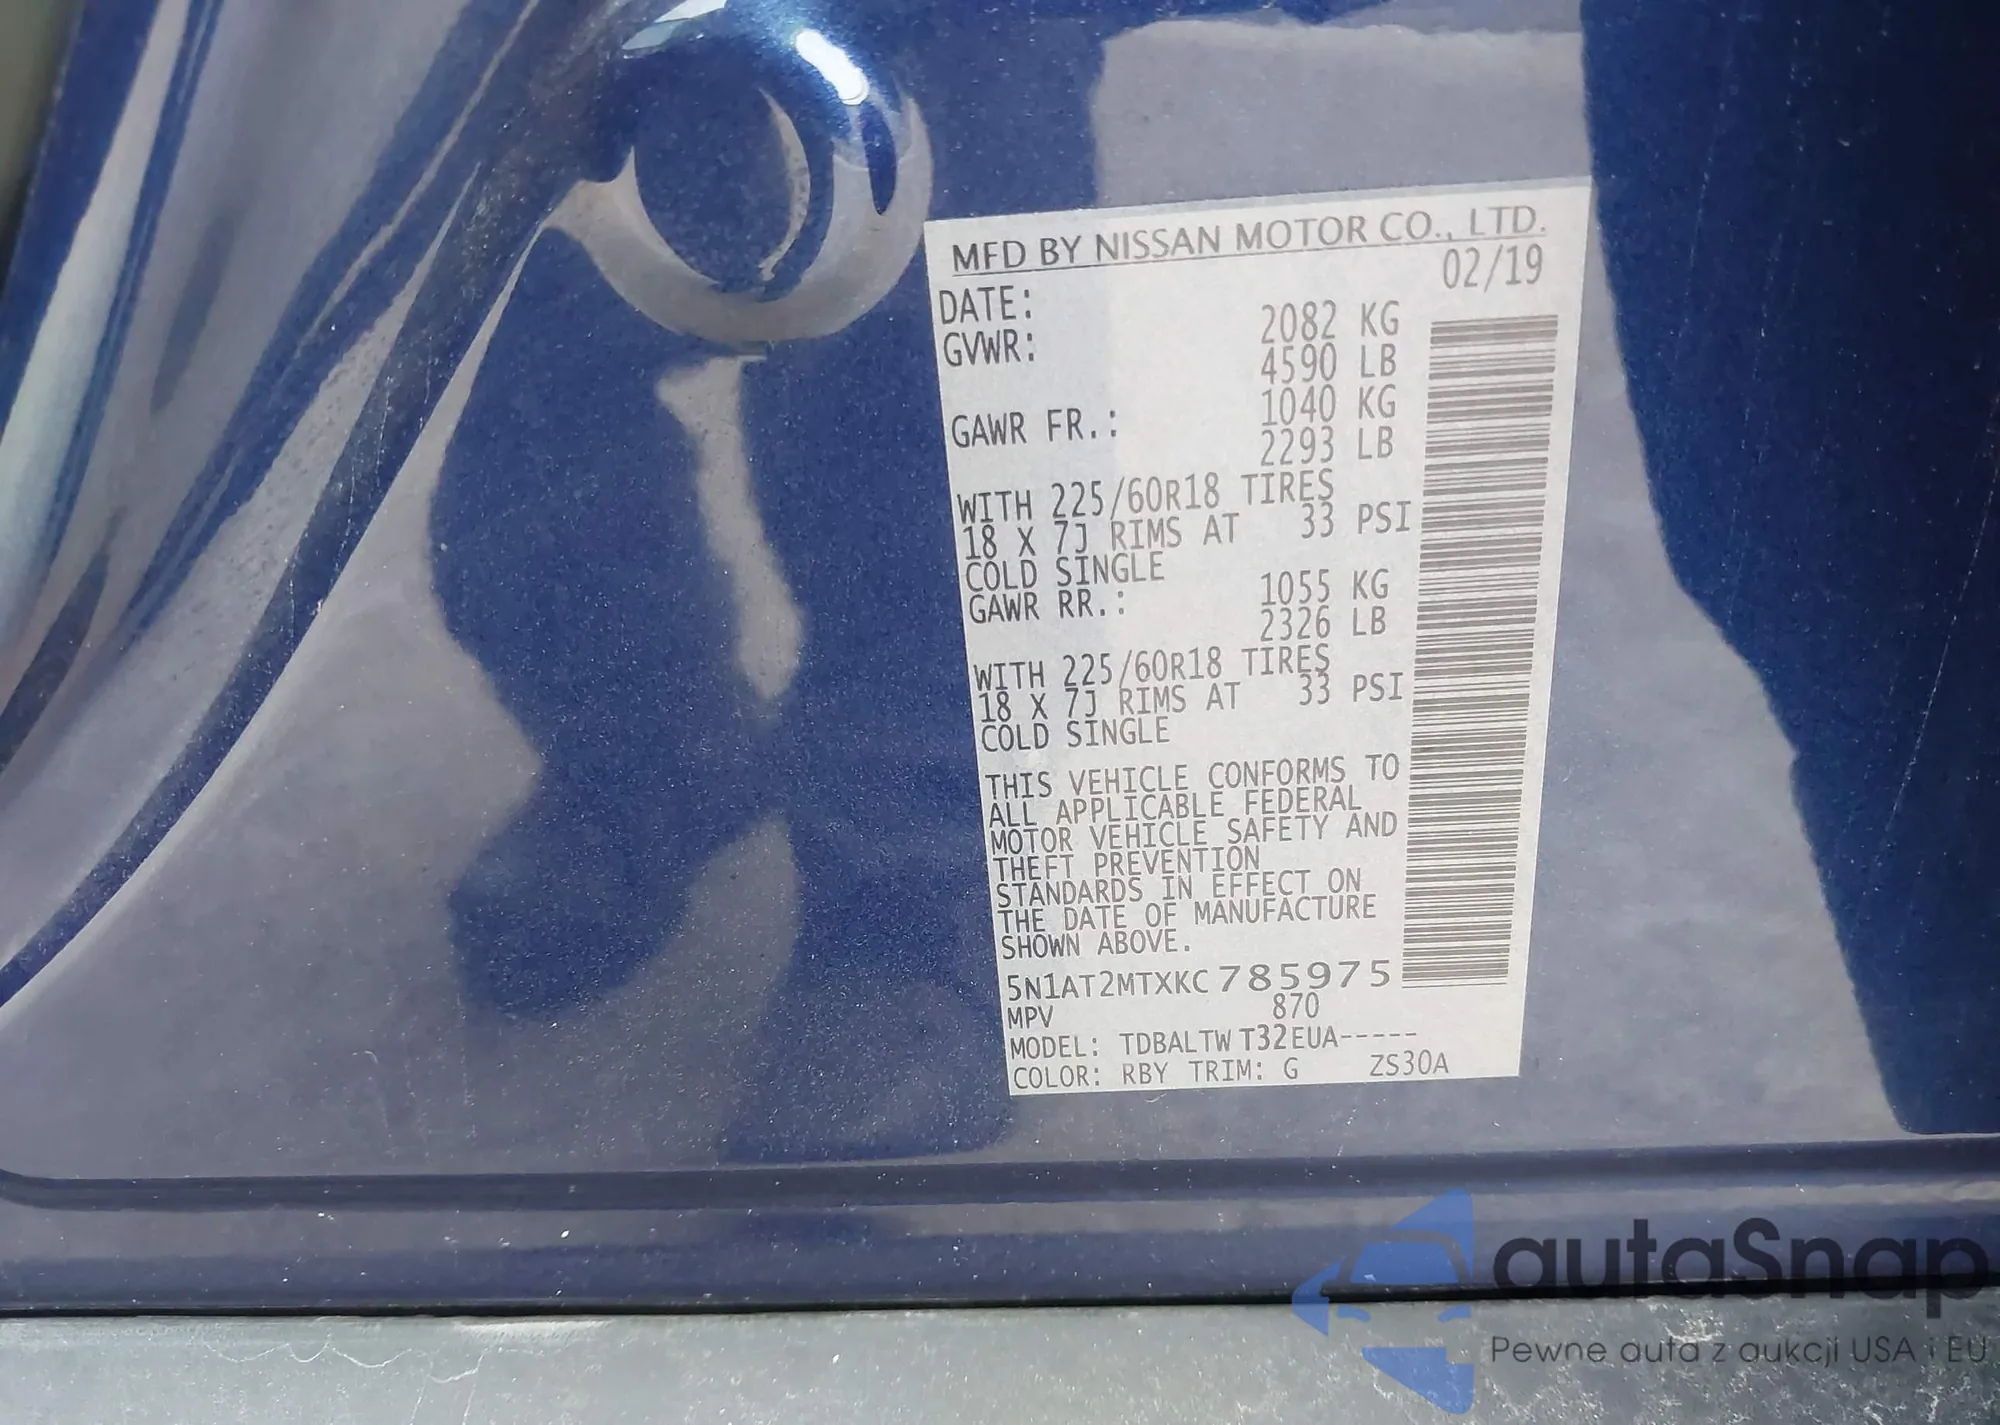 MFD BY NISSAN MOTOR CO., LTD.
DATE: 02/19
GVWR: 2082 KG
4590 LB
GAWR FR.: 1040 KG
2293 LB
WITH 225/60R18 TIRES
18 X 7J RIMS AT 33 PSI
COLD SINGLE
GAWR RR.: 1055 KG
2326 LB
WITH 225/60R18 TIRES
18 X 7J RIMS AT 33 PSI
COLD SINGLE
THIS VEHICLE CONFORMS TO
ALL APPLICABLE FEDERAL
MOTOR VEHICLE SAFETY AND
THEFT PREVENTION
STANDARDS IN EFFECT ON
THE DATE OF MANUFACTURE
SHOWN ABOVE.
5N1AT2MTXKC785975
MPV 870
MODEL: TDBALTWT32EUA-----
COLOR: RBY TRIM: G ZS30A
autaSnap
Pewne auta z aukcji USA i EU